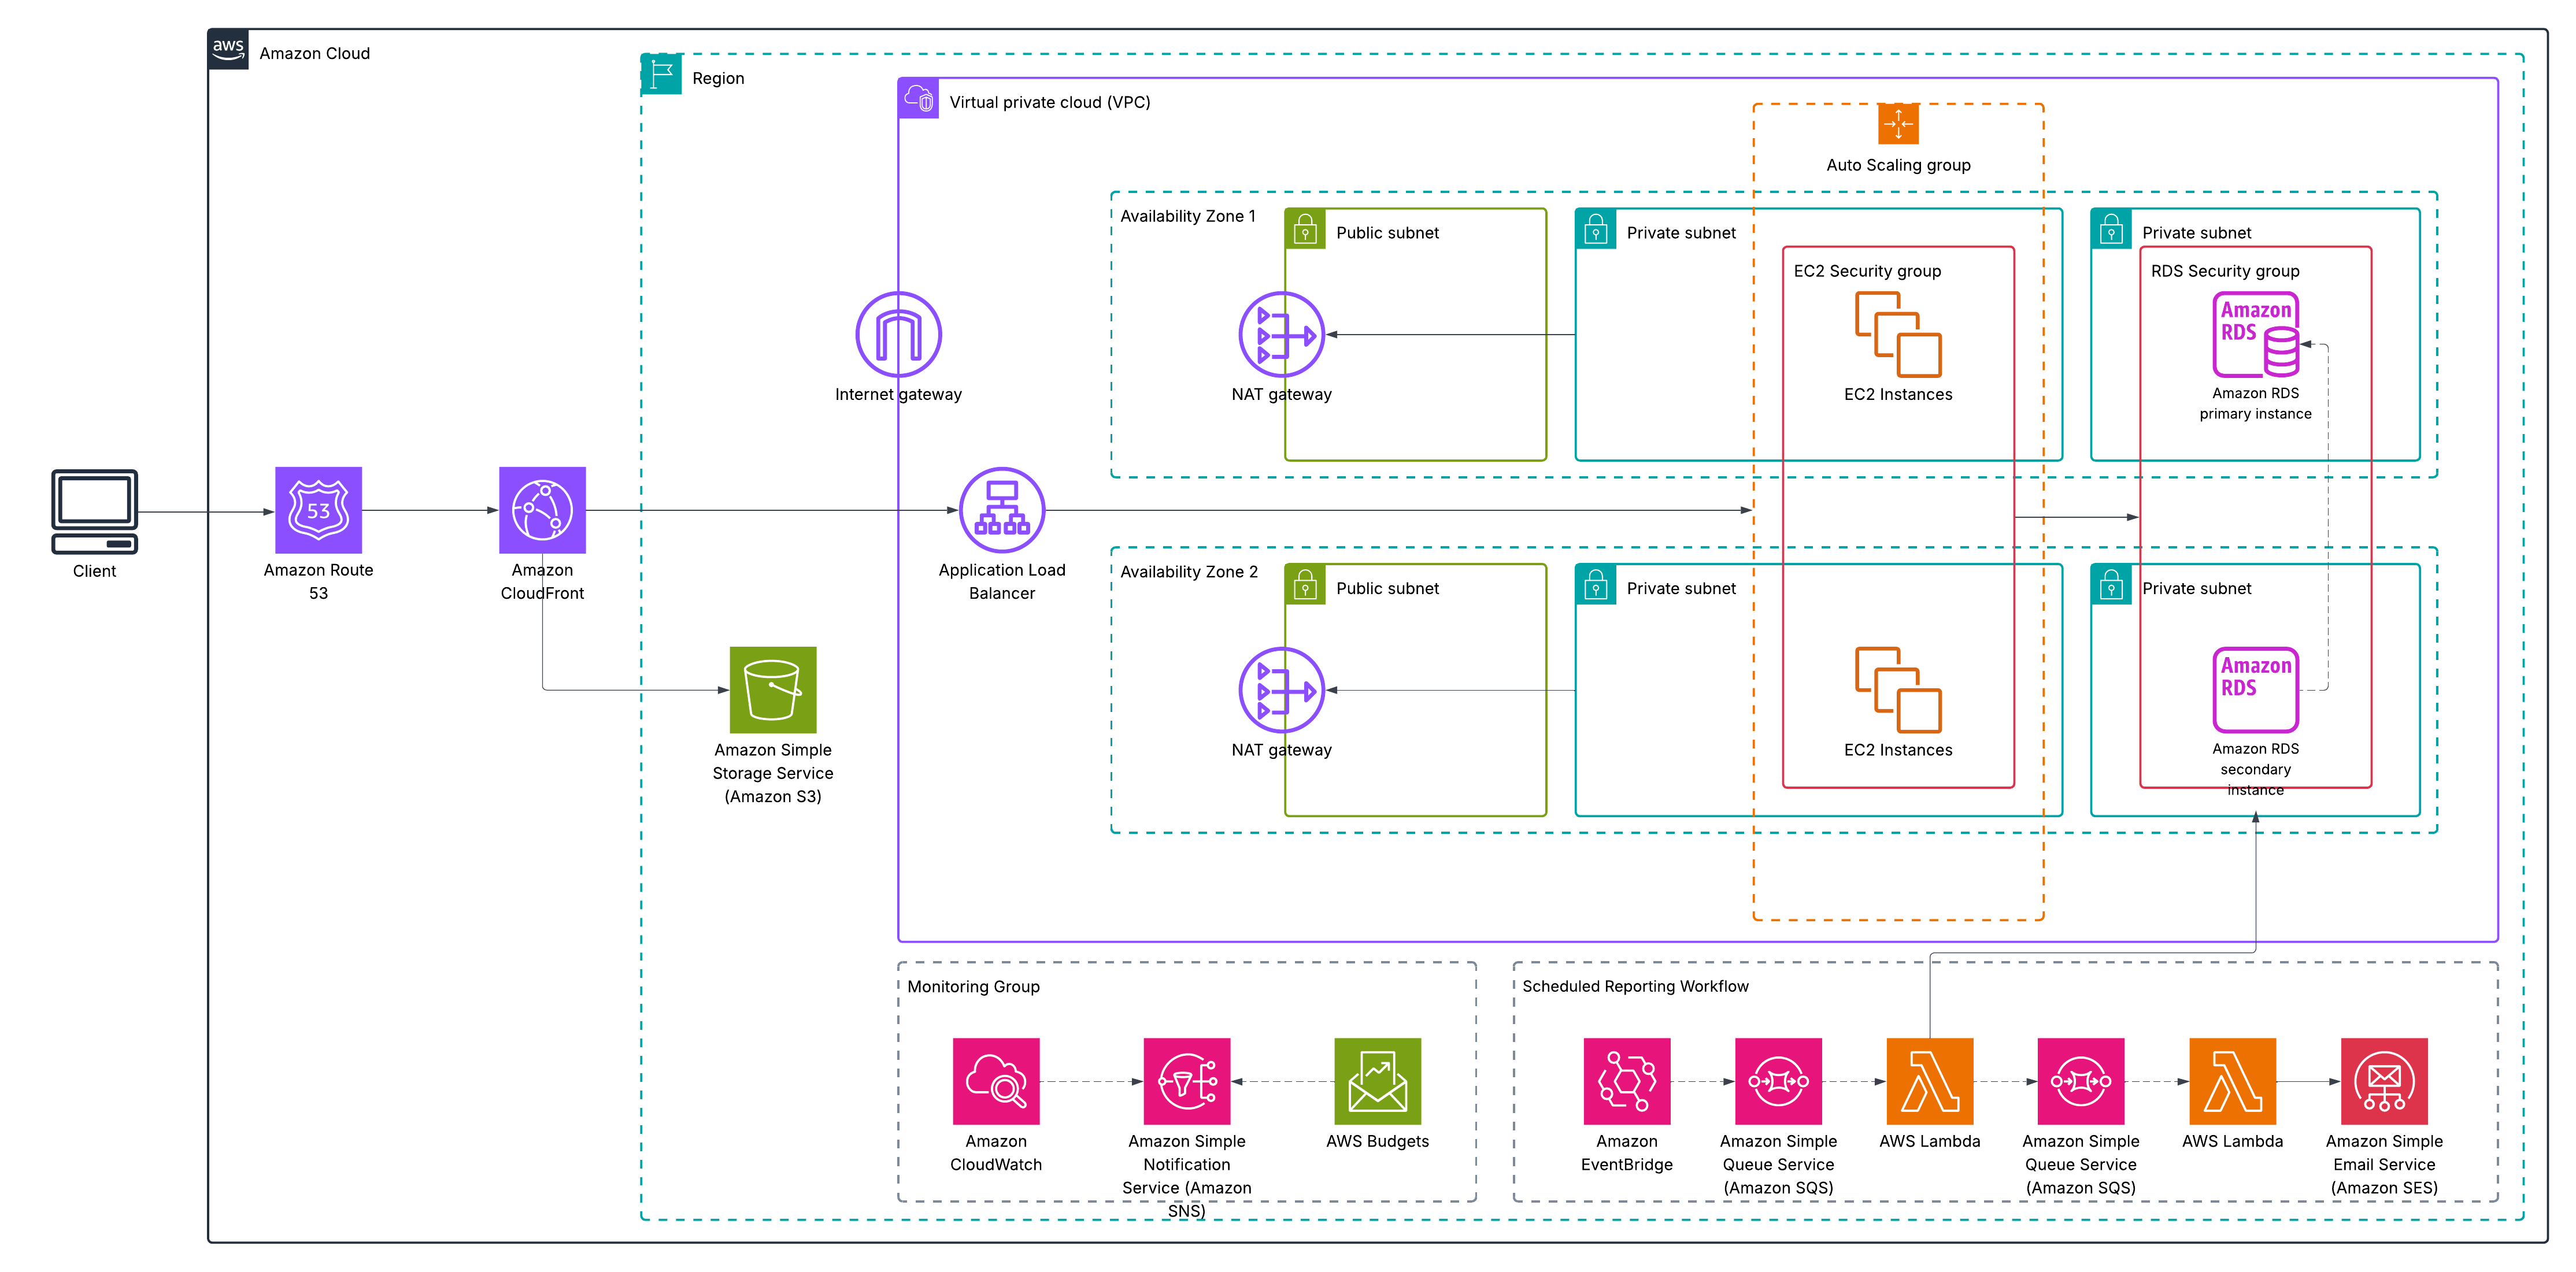 aws
Amazon Cloud
Region
Virtual private cloud (VPC)
Auto Scaling group
Availability Zone 1
Public subnet
Private subnet
Private subnet
EC2 Security group
RDS Security group
Amazon
RDS
Internet gateway
NAT gateway
EC2 Instances
Amazon RDS
primary instance
Client
53
Amazon Route
53
Amazon
CloudFront
Application Load
Balancer
Availability Zone 2
Public subnet
Private subnet
Private subnet
Amazon
RDS
NAT gateway
EC2 Instances
Amazon RDS
secondary
instance
Amazon Simple
Storage Service
(Amazon S3)
Monitoring Group
Amazon
CloudWatch
Amazon Simple
Notification
Service (Amazon
SNS)
AWS Budgets
Scheduled Reporting Workflow
Amazon
EventBridge
Amazon Simple
Queue Service
(Amazon SQS)
AWS Lambda
Amazon Simple
Queue Service
(Amazon SQS)
AWS Lambda
Amazon Simple
Email Service
(Amazon SES)